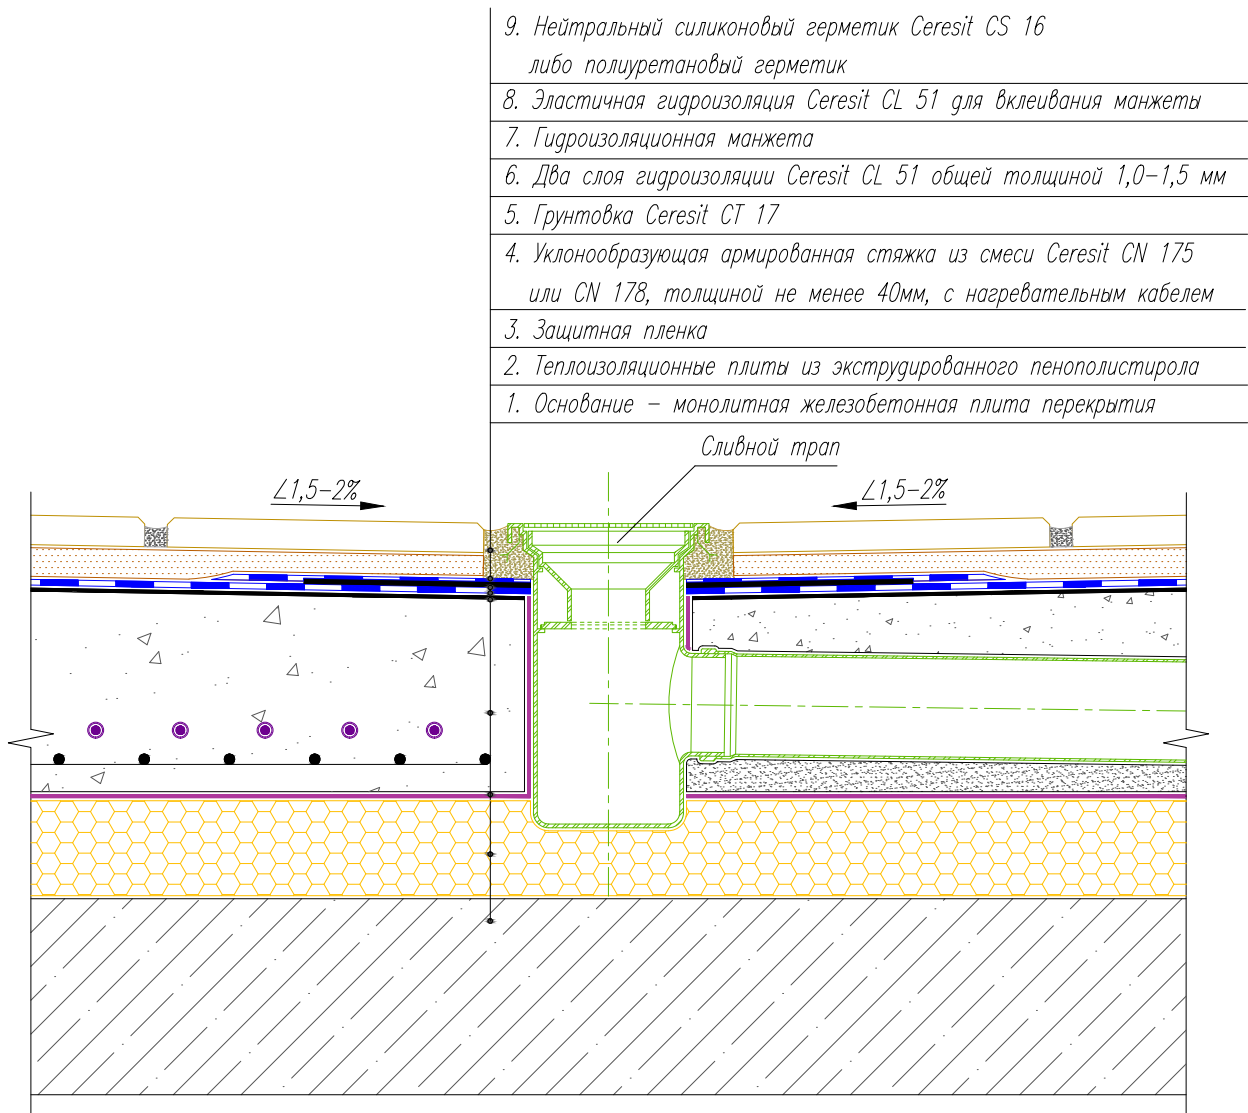 9. Нейтральный силиконовый герметик Ceresit CS 16
либо полиуретановый герметик
8. Эластичная гидроизоляция Ceresit CL 51 для вклеивания манжеты
7. Гидроизоляционная манжета
6. Два слоя гидроизоляции Ceresit CL 51 общей толщиной 1,0-1,5 мм
5. Грунтовка Ceresit CT 17
4. Уклонообразующая армированная стяжка из смеси Ceresit CN 175
или CN 178, толщиной не менее 40мм, с нагревательным кабелем
3. Защитная пленка
2. Теплоизоляционные плиты из экструдированного пенополистирола
1. Основание - монолитная железобетонная плита перекрытия
Сливной трап
∠1,5-2%
∠1,5-2%